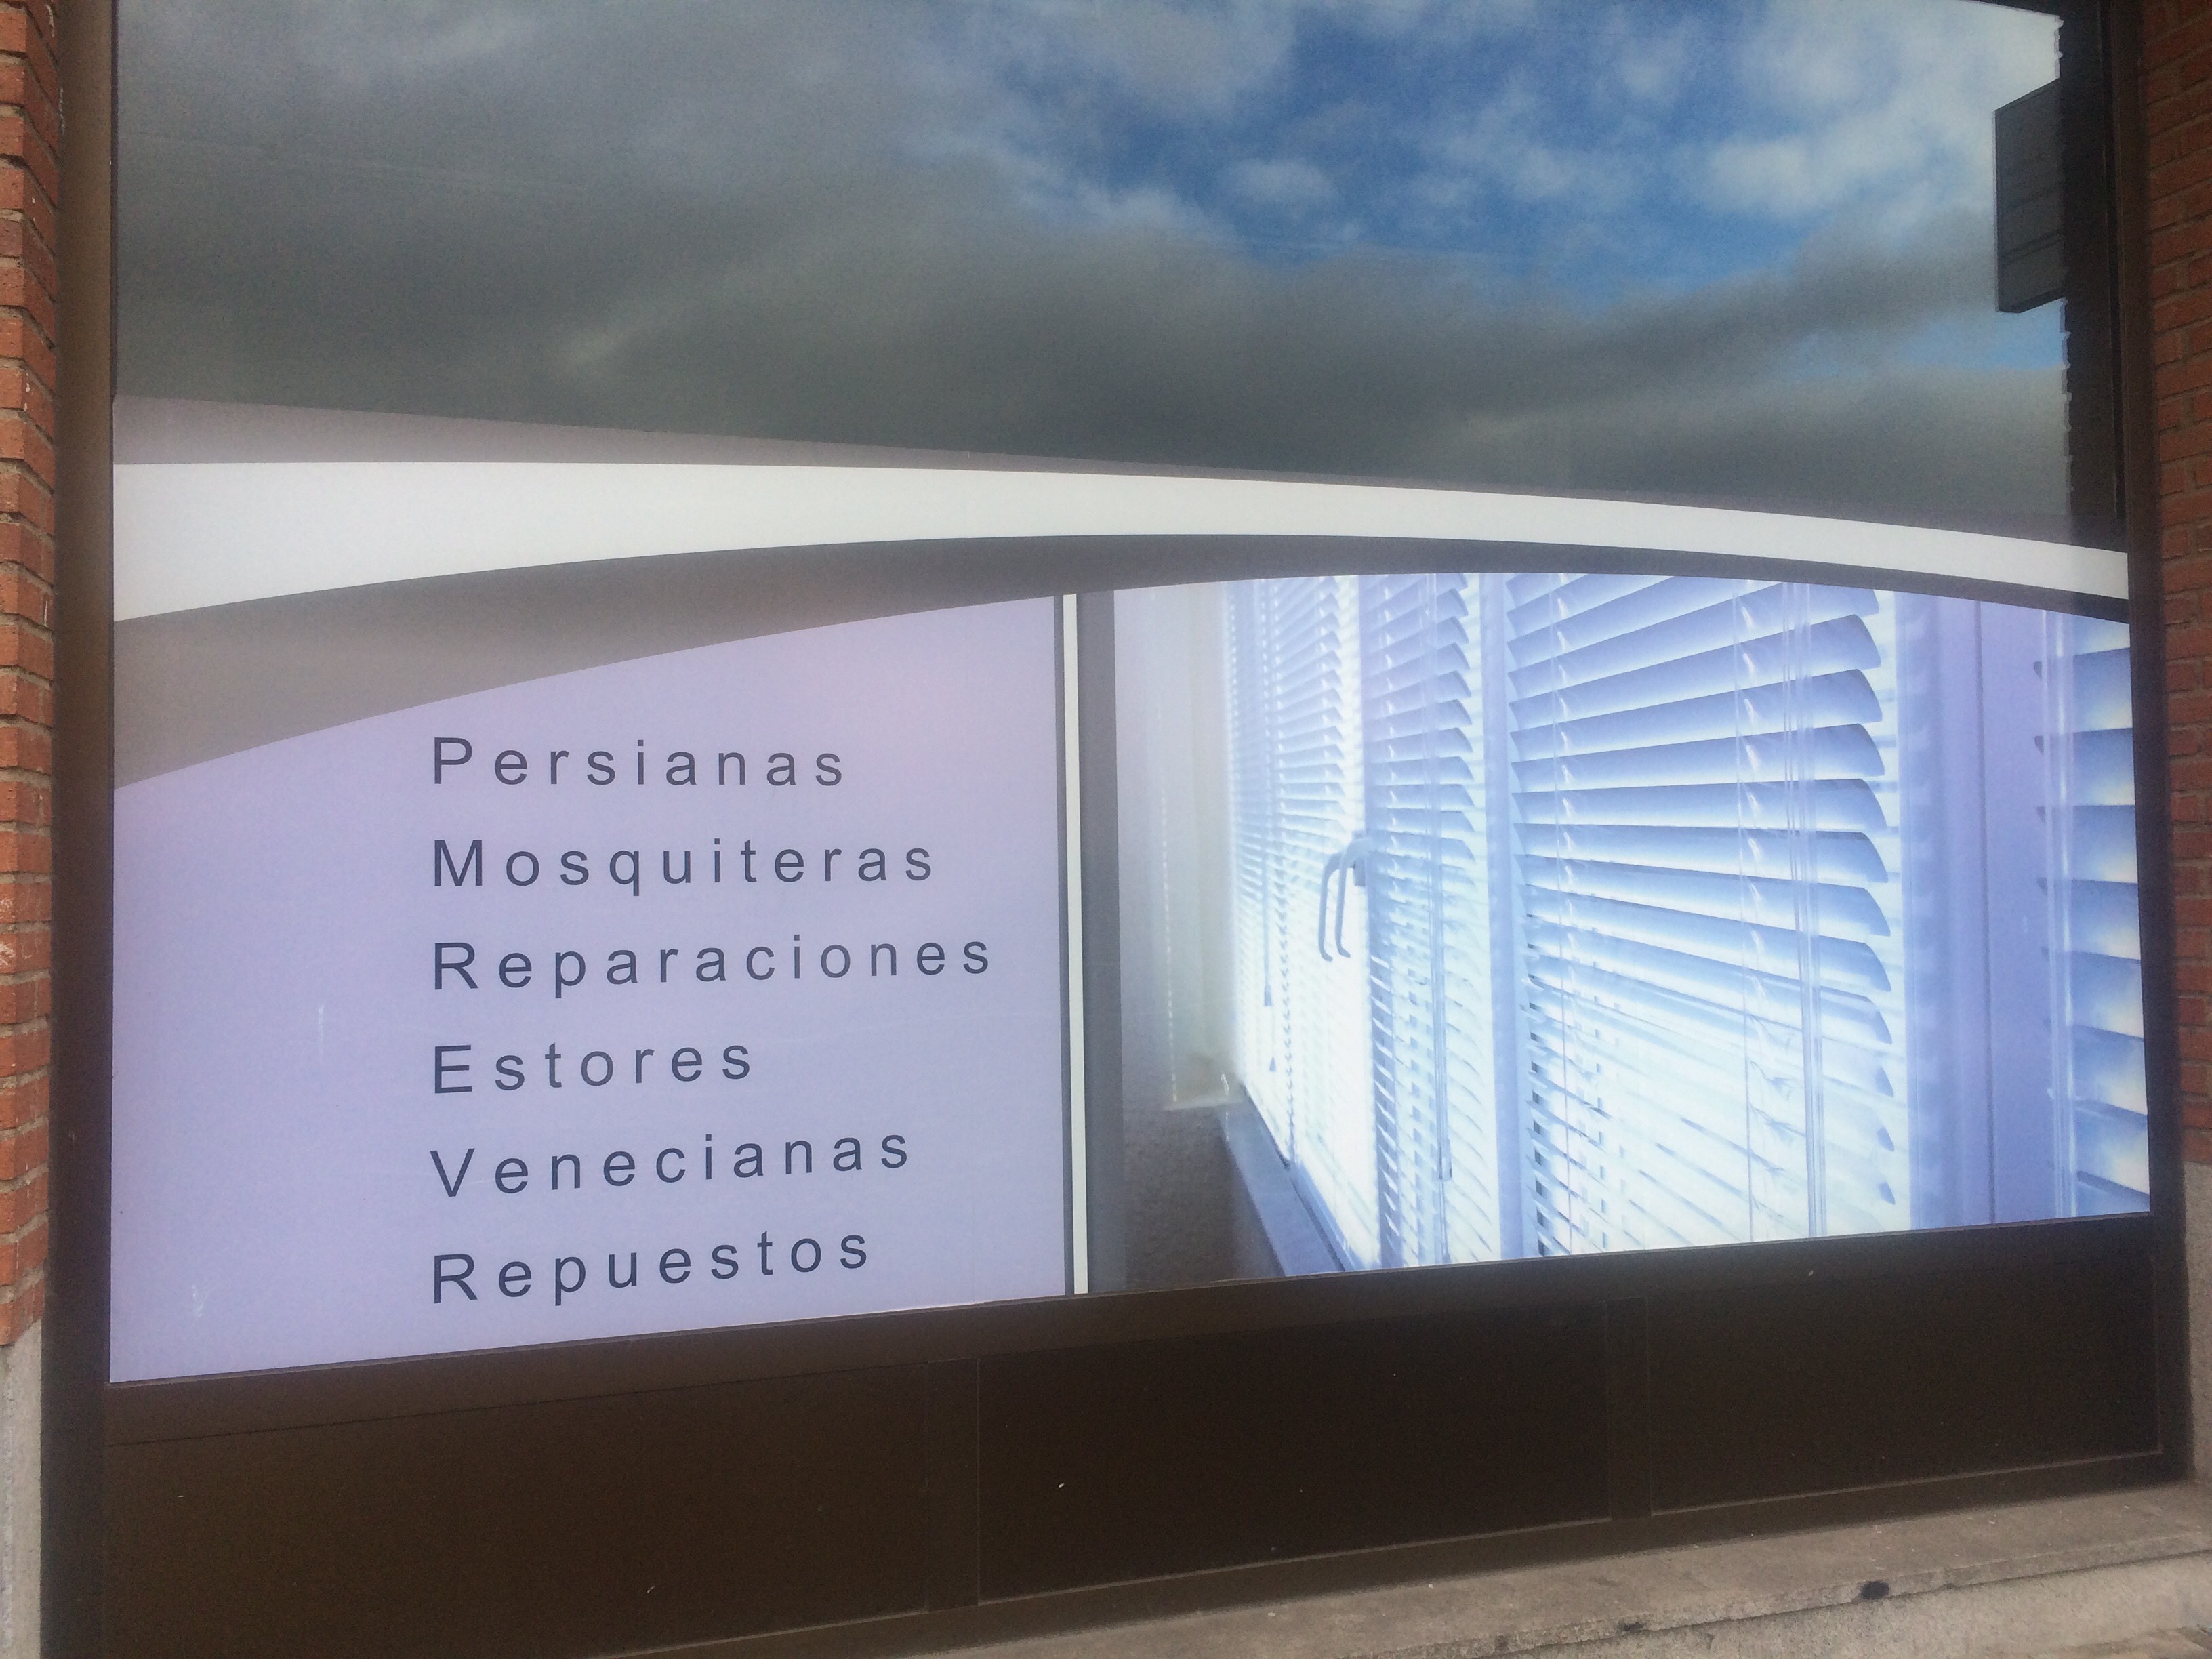 Persianas
Mosquiteras
Reparaciones
Estores
Venecianas
Repuestos